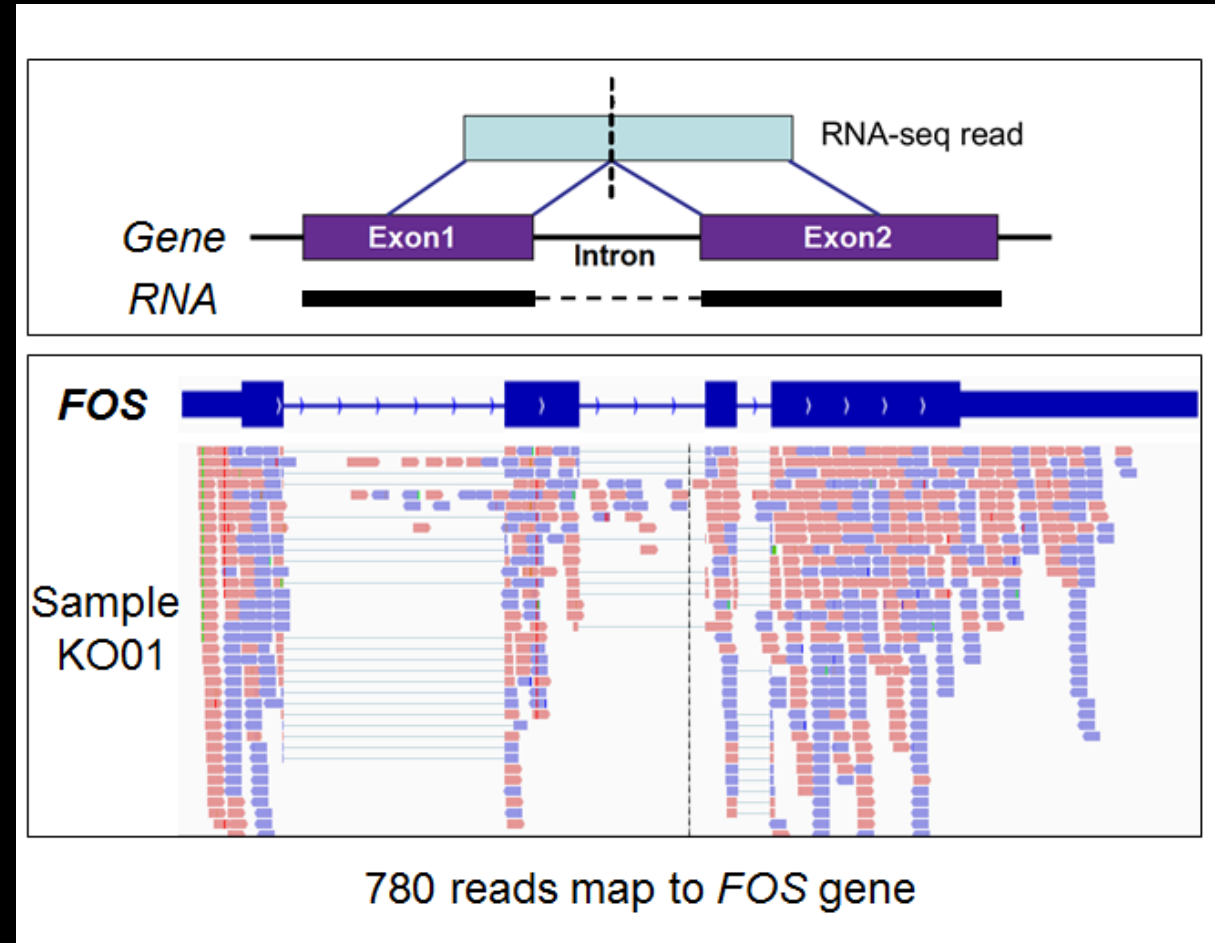 RNA-seq read
Gene
Exon1
Exon2
Intron
RNA
FOS
Sample
KO01
780 reads map to FOS gene